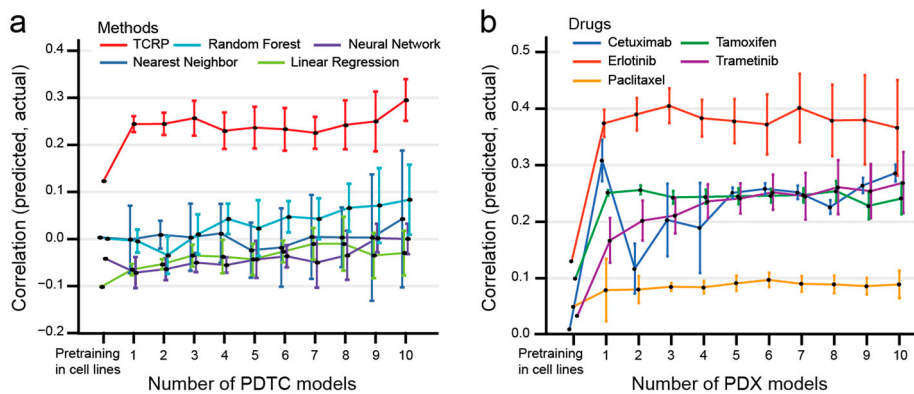 a
Methods
TCRP
Random Forest
Neural Network
Nearest Neighbor
Linear Regression
Correlation (predicted, actual)
0.4
0.3
0.2
0.1
0.0
−0.1
−0.2
Pretraining
in cell lines
1 2 3 4 5 6 7 8 9 10
Number of PDTC models
b
Drugs
Cetuximab
Tamoxifen
Erlotinib
Trametinib
Paclitaxel
Correlation (predicted, actual)
0.5
0.4
0.3
0.2
0.1
0.0
Pretraining
in cell lines
1 2 3 4 5 6 7 8 9 10
Number of PDX models